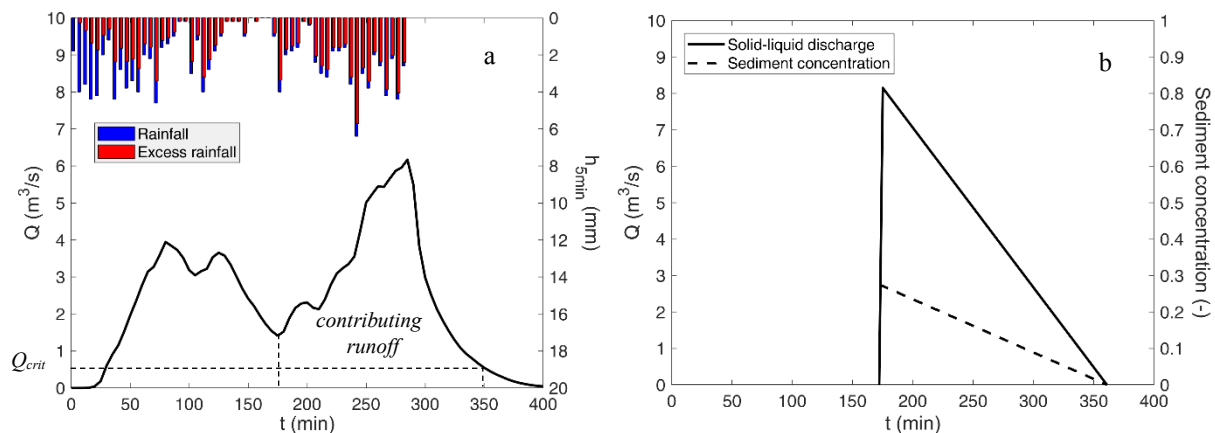 a
10
9
8
7
6
5
4
3
2
1
0
Q (m³/s)
0
2
4
6
8
10
12
14
16
18
20
h_5min (mm)
Rainfall
Excess rainfall
contributing
runoff
Q_crit
0 50 100 150 200 250 300 350 400
t (min)
b
10
9
8
7
6
5
4
3
2
1
0
Q (m³/s)
1
0.9
0.8
0.7
0.6
0.5
0.4
0.3
0.2
0.1
0
Sediment concentration (-)
Solid-liquid discharge
Sediment concentration
0 50 100 150 200 250 300 350 400
t (min)